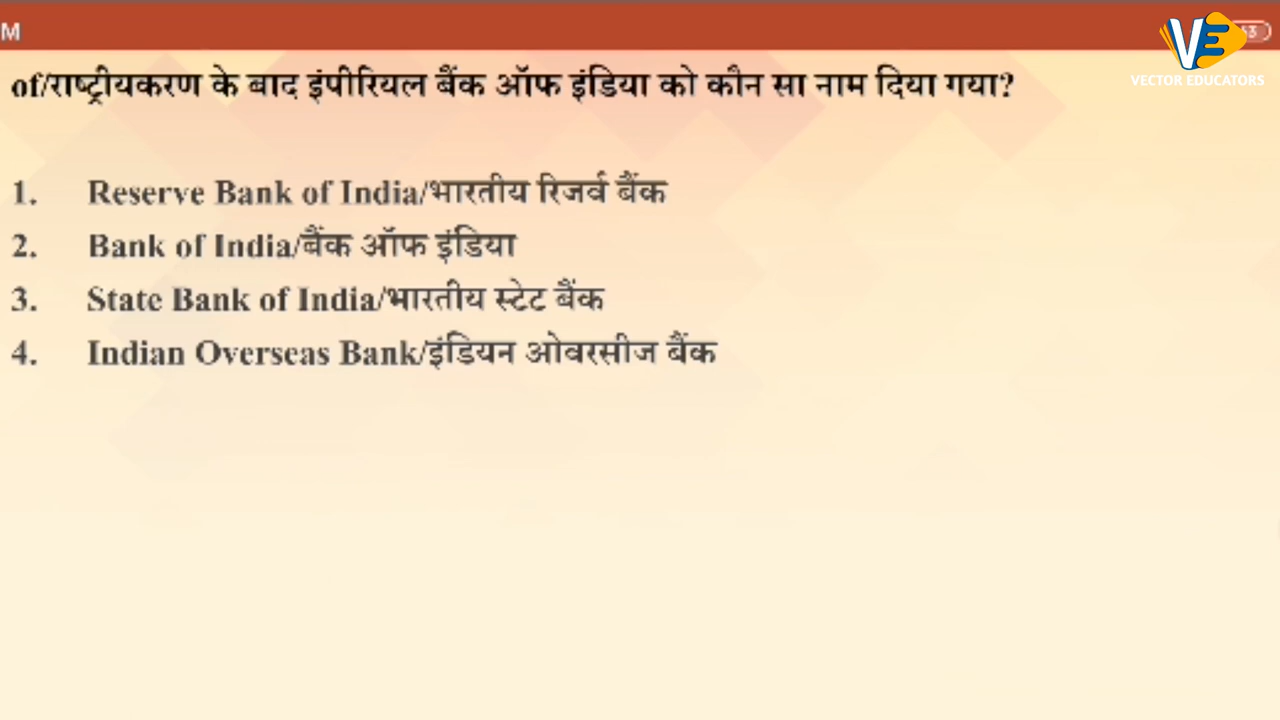 M
VE
VECTOR EDUCATORS
of/राष्ट्रीयकरण के बाद इंपीरियल बैंक ऑफ इंडिया को कौन सा नाम दिया गया?
1. Reserve Bank of India/भारतीय रिजर्व बैंक
2. Bank of India/बैंक ऑफ इंडिया
3. State Bank of India/भारतीय स्टेट बैंक
4. Indian Overseas Bank/इंडियन ओवरसीज बैंक